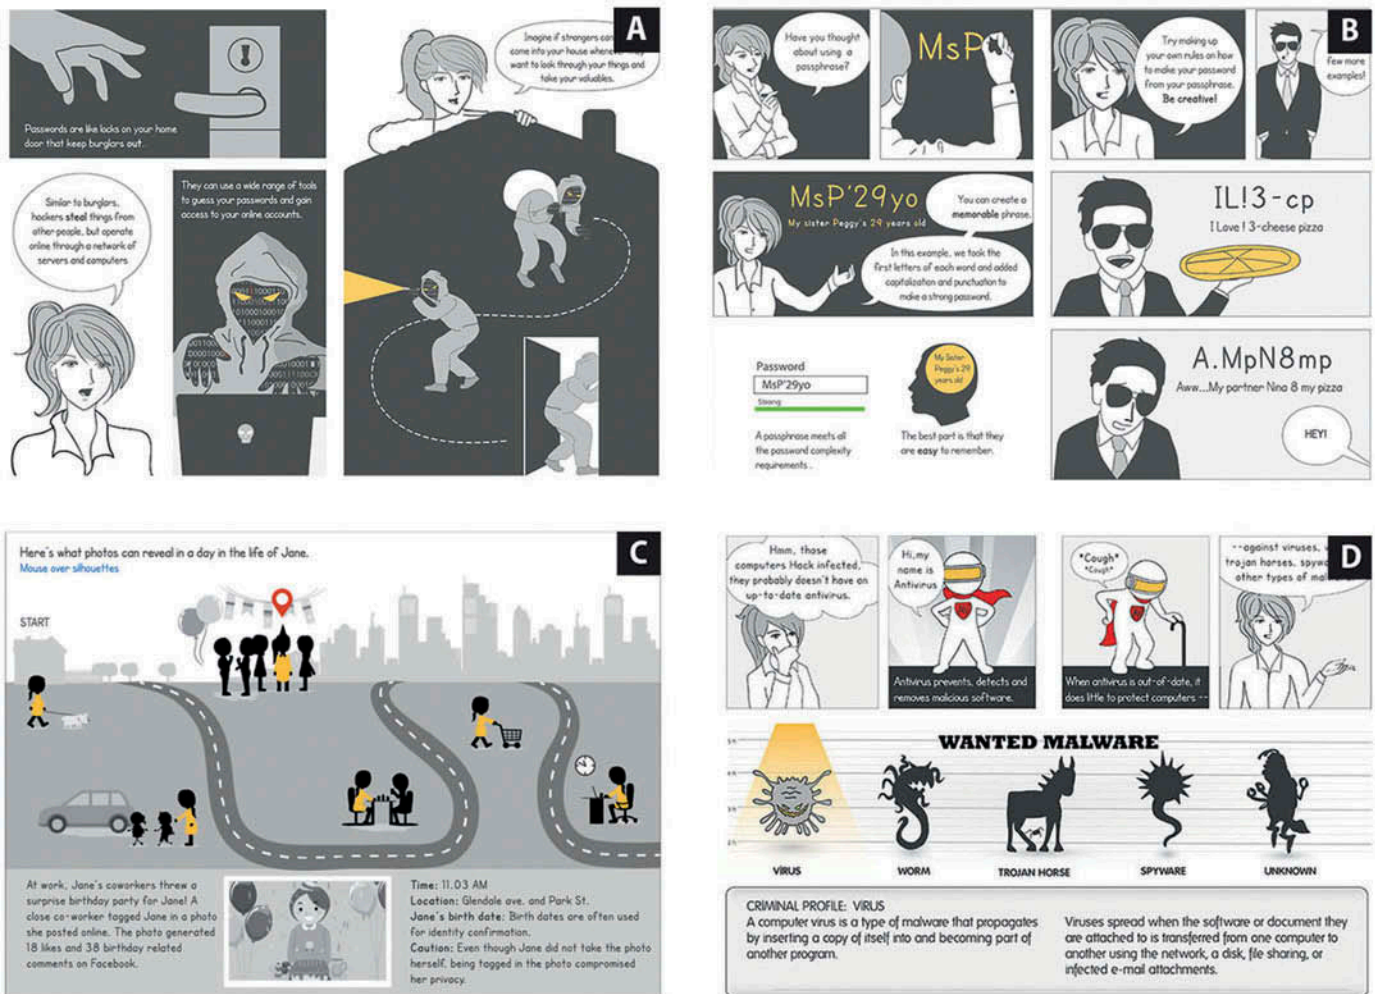 A
Passwords are like locks on your home
door that keep burglars out.
Imagine if strangers can
come into your house whenever they
want to look through your things and
take your valuables.
Similar to burglars,
hackers steal things from
other people, but operate
online through a network of
servers and computers
They can use a wide range of tools
to guess your passwords and gain
access to your online accounts.
B
Have you thought
about using a
passphrase?
MsP
Try making up
your own rules on how
to make your password
from your passphrase.
Be creative!
few more
examples!
MsP'29yo
My sister Peggy's 29 years old
You can create a
memorable phrase.
In this example, we took the
first letters of each word and added
capitalization and punctuation to
make a strong password.
IL!3-cp
I Love ! 3-cheese pizza
Password
MsP'29yo
Strong
A passphrase meets all
the password complexity
requirements..
My Sister
Peggy's 29
years old
The best part is that they
are easy to remember.
A.MpN8mp
Aww...My partner Nina 8 my pizza
HEY!
C
Here's what photos can reveal in a day in the life of Jane.
Mouse over silhouettes
START
At work, Jane's coworkers threw a
surprise birthday party for Jane! A
close co-worker tagged Jane in a photo
she posted online. The photo generated
18 likes and 38 birthday related
comments on Facebook.
Time: 11.03 AM
Location: Glendale ave. and Park St.
Jane's birth date: Birth dates are often used
for identity confirmation.
Caution: Even though Jane did not take the photo
herself, being tagged in the photo compromised
her privacy.
D
Hmm, those
computers Hack infected,
they probably doesn't have an
up-to-date antivirus.
Hi,my
name is
Antivirus
Antivirus prevents, detects and
removes malicious software.
*Cough*
*Cough*
When antivirus is out-of-date, it
does little to protect computers --
--against viruses,
trojan horses, spyware
other types of
WANTED MALWARE
VIRUS
WORM
TROJAN HORSE
SPYWARE
UNKNOWN
CRIMINAL PROFILE: VIRUS
A computer virus is a type of malware that propagates
by inserting a copy of itself into and becoming part of
another program.
Viruses spread when the software or document they
are attached to is transferred from one computer to
another using the network, a disk, file sharing, or
infected e-mail attachments.